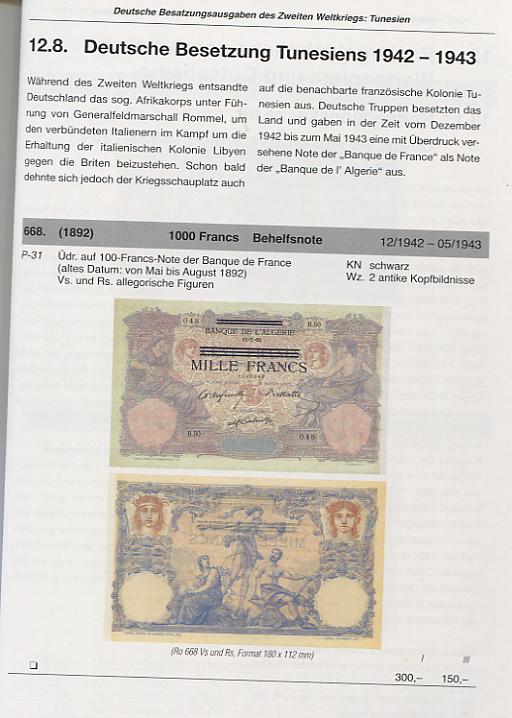 Deutsche Besatzungsausgaben des Zweiten Weltkriegs: Tunesien
12.8. Deutsche Besetzung Tunesiens 1942 – 1943
Während des Zweiten Weltkriegs entsandte
Deutschland das sog. Afrikakorps unter Füh-
rung von Generalfeldmarschall Rommel, um
den verbündeten Italienern im Kampf um die
Erhaltung der italienischen Kolonie Libyen
gegen die Briten beizustehen. Schon bald
dehnte sich jedoch der Kriegsschauplatz auch
auf die benachbarte französische Kolonie Tu-
nesien aus. Deutsche Truppen besetzten das
Land und gaben in der Zeit vom Dezember
1942 bis zum Mai 1943 eine mit Überdruck ver-
sehene Note der „Banque de France“ als Note
der „Banque de l' Algerie“ aus.
668. (1892) 1000 Francs Behelfsnote 12/1942 – 05/1943
P-31 Üdr. auf 100-Francs-Note der Banque de France
(altes Datum: von Mai bis August 1892)
Vs. und Rs. allegorische Figuren
KN schwarz
Wz. 2 antike Kopfbildnisse
048 R.50
BANQUE DE L'ALGÉRIE
MILLE FRANCS
R.50 048
(Ro 668 Vs und Rs, Format 180 x 112 mm)
I III
300,– 150,–